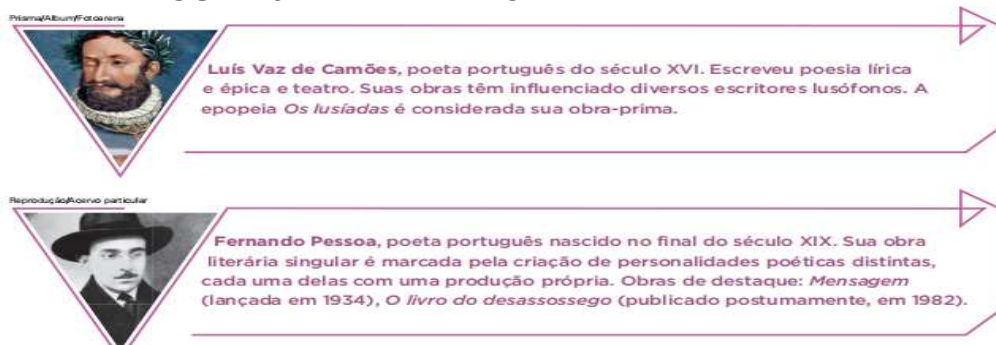 Prisma/Album/Fotoarena
Luís Vaz de Camões, poeta português do século XVI. Escreveu poesia lírica
e épica e teatro. Suas obras têm influenciado diversos escritores lusófonos. A
epopeia Os lusíadas é considerada sua obra-prima.
Reprodução/Acervo particular
Fernando Pessoa, poeta português nascido no final do século XIX. Sua obra
literária singular é marcada pela criação de personalidades poéticas distintas,
cada uma delas com uma produção própria. Obras de destaque: Mensagem
(lançada em 1934), O livro do desassossego (publicado postumamente, em 1982).